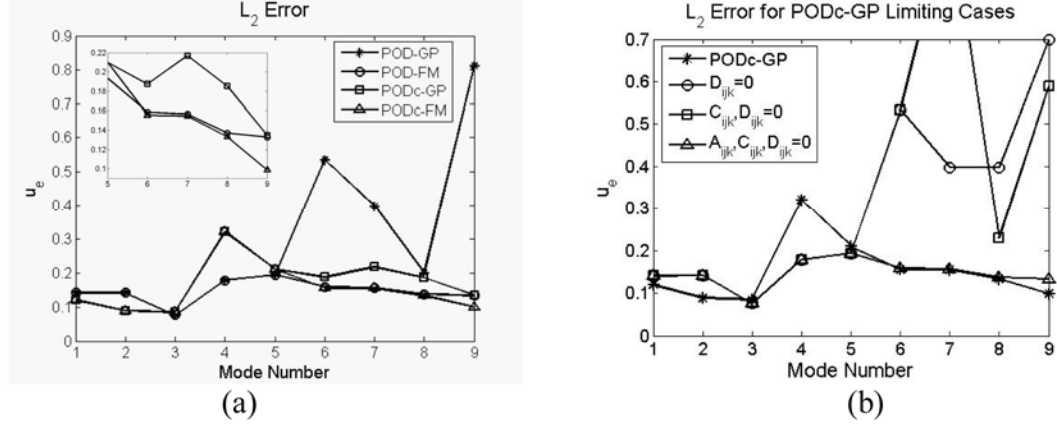 L2 Error
0.9
0.8
0.7
0.6
0.5
0.4
0.3
0.2
0.1
0
0.22
0.2
0.18
0.16
0.14
0.12
0.1
5 6 7 8 9
POD-GP
POD-FM
PODc-GP
PODc-FM
ue
1 2 3 4 5 6 7 8 9
Mode Number
(a)
L2 Error for PODc-GP Limiting Cases
0.7
0.6
0.5
0.4
0.3
0.2
0.1
0
PODc-GP
Dijk=0
Cijk,Dijk=0
Aijk,Cijk,Dijk=0
ue
1 2 3 4 5 6 7 8 9
Mode Number
(b)